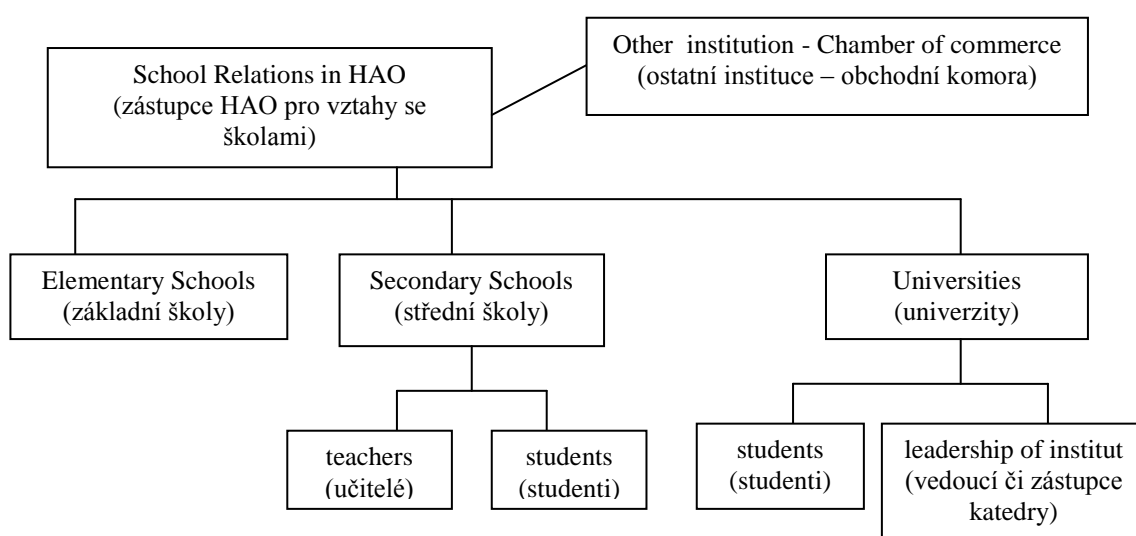 Other institution - Chamber of commerce
(ostatní instituce – obchodní komora)
School Relations in HAO
(zástupce HAO pro vztahy se
školami)
Elementary Schools
(základní školy)
Secondary Schools
(střední školy)
Universities
(univerzity)
teachers
(učitelé)
students
(studenti)
students
(studenti)
leadership of institut
(vedoucí či zástupce
katedry)